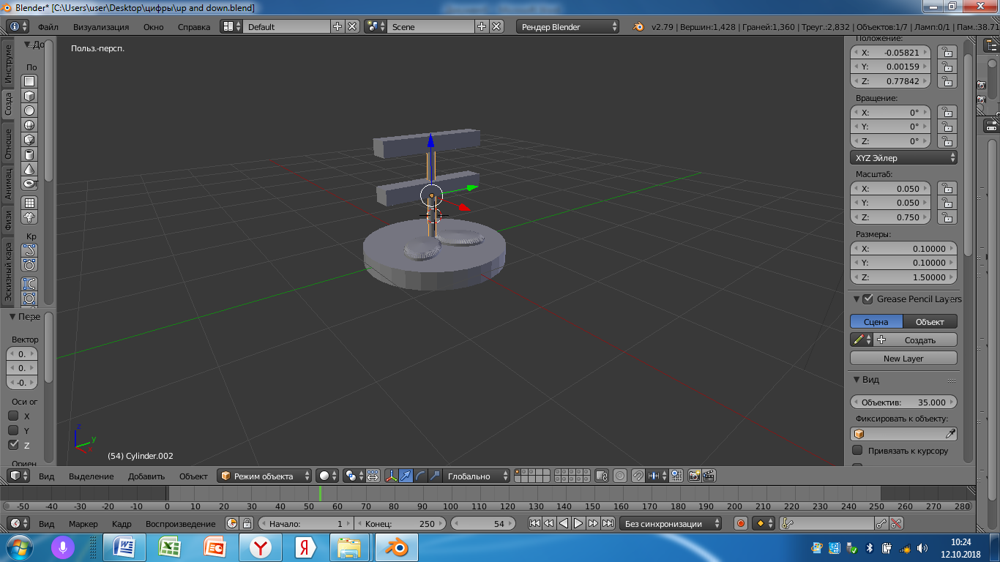 Blender* [C:\Users\user\Desktop\цифры\up and down.blend]
Файл Визуализация Окно Справка Default Scene Рендер Blender v2.79 | Вершин:1,428 | Граней:1,360 | Треуг.:2,832 | Объектов:1/7 | Ламп:0/1 | Пам.:38.71
Польз.-персп.
До
По
Кр
Инструме
Созда
Отноше
Анимац
Физи
Эскизный кара
Пере
Вектор
0.
0.
-0.
Оси ог
X
Y
Z
Ориен
z
y
x
(54) Cylinder.002
Положение:
X: -0.05821
Y: 0.00159
Z: 0.77842
Вращение:
X: 0°
Y: 0°
Z: 0°
XYZ Эйлер
Масштаб:
X: 0.050
Y: 0.050
Z: 0.750
Размеры:
X: 0.10000
Y: 0.10000
Z: 1.50000
Grease Pencil Layers
Сцена Объект
Создать
New Layer
Вид
Объектив: 35.000
Фиксировать к объекту:
Привязать к курсору
Вид Выделение Добавить Объект Режим объекта Глобально
-50 -40 -30 -20 -10 0 10 20 30 40 50 60 70 80 90 100 110 120 130 140 150 160 170 180 190 200 210 220 230 240 250 260 270 280
Вид Маркер Кадр Воспроизведение Начало: 1 Конец: 250 54 Без синхронизации
Я
10:24
12.10.2018